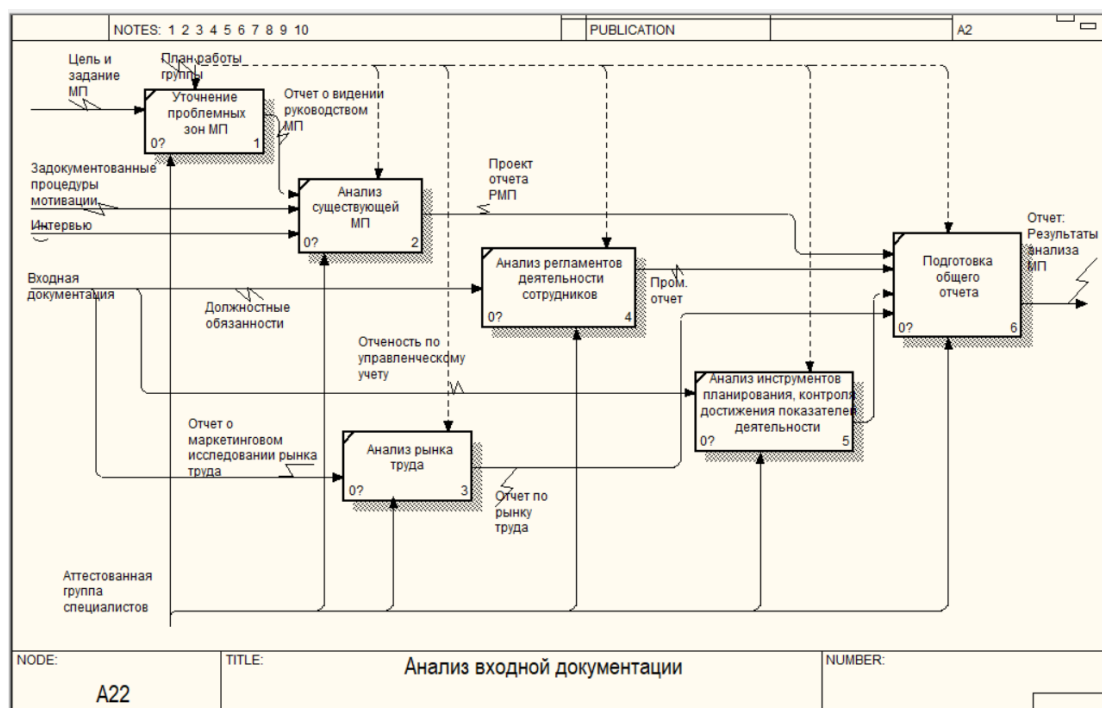 NOTES: 1 2 3 4 5 6 7 8 9 10
PUBLICATION
A2
Цель и
задание
МП
План работы
группы
Уточнение
проблемных
зон МП
0?
1
Отчет о видении
руководством
МП
Задокументованные
процедуры
мотивации
Интервью
Анализ
существующей
МП
0?
2
Проект
отчета
РМП
Отчет:
Результаты
анализа
МП
Подготовка
общего
отчета
0?
6
Входная
документация
Должностные
обязанности
Анализ регламентов
деятельности
сотрудников
0?
4
Пром.
отчет
Отченость по
управленческому
учету
Анализ инструментов
планирования, контроля
достижения показателей
деятельности
0?
5
Отчет о
маркетинговом
исследовании рынка
труда
Анализ рынка
труда
0?
3
Отчет по
рынку
труда
Аттестованная
группа
специалистов
NODE:
A22
TITLE:
Анализ входной документации
NUMBER: